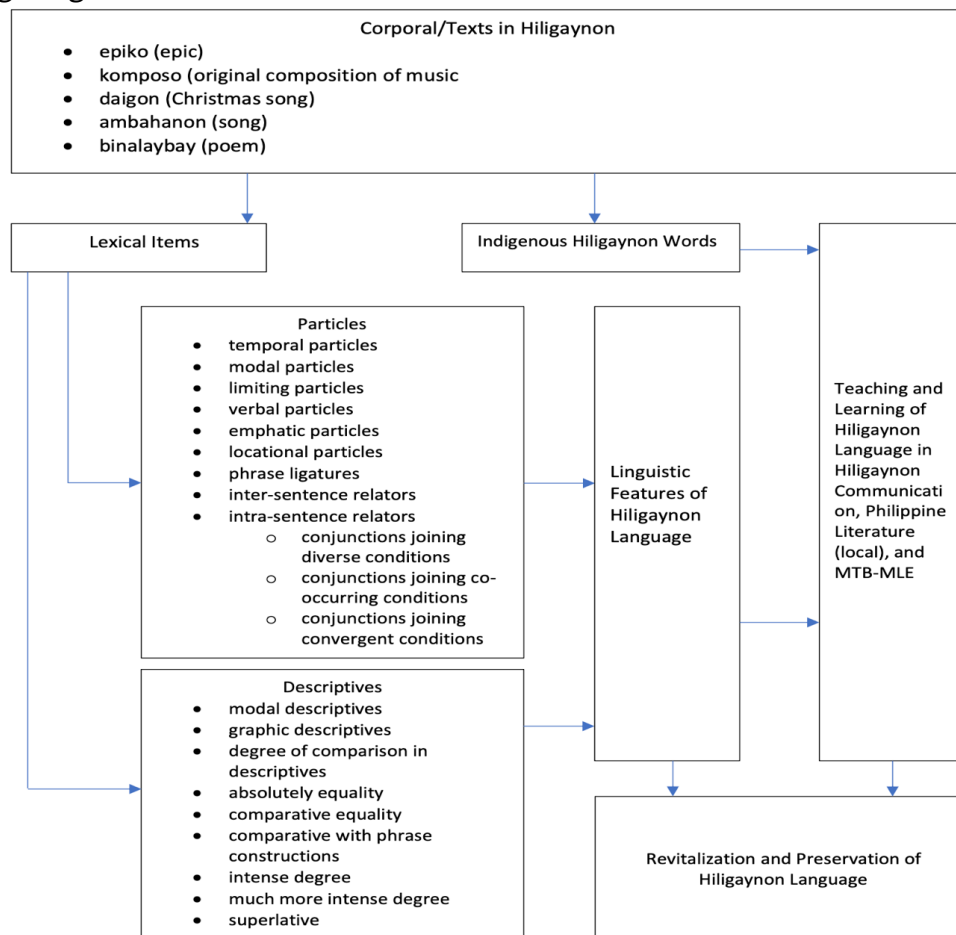 Corporal/Texts in Hiligaynon
• epiko (epic)
• komposo (original composition of music
• daigon (Christmas song)
• ambahanon (song)
• binalaybay (poem)
Lexical Items
Indigenous Hiligaynon Words
Particles
• temporal particles
• modal particles
• limiting particles
• verbal particles
• emphatic particles
• locational particles
• phrase ligatures
• inter-sentence relators
• intra-sentence relators
o conjunctions joining
diverse conditions
o conjunctions joining co-
occurring conditions
o conjunctions joining
convergent conditions
Linguistic
Features of
Hiligaynon
Language
Teaching and
Learning of
Hiligaynon
Language in
Hiligaynon
Communicati
on, Philippine
Literature
(local), and
MTB-MLE
Descriptives
• modal descriptives
• graphic descriptives
• degree of comparison in
descriptives
• absolutely equality
• comparative equality
• comparative with phrase
constructions
• intense degree
• much more intense degree
• superlative
Revitalization and Preservation of
Hiligaynon Language